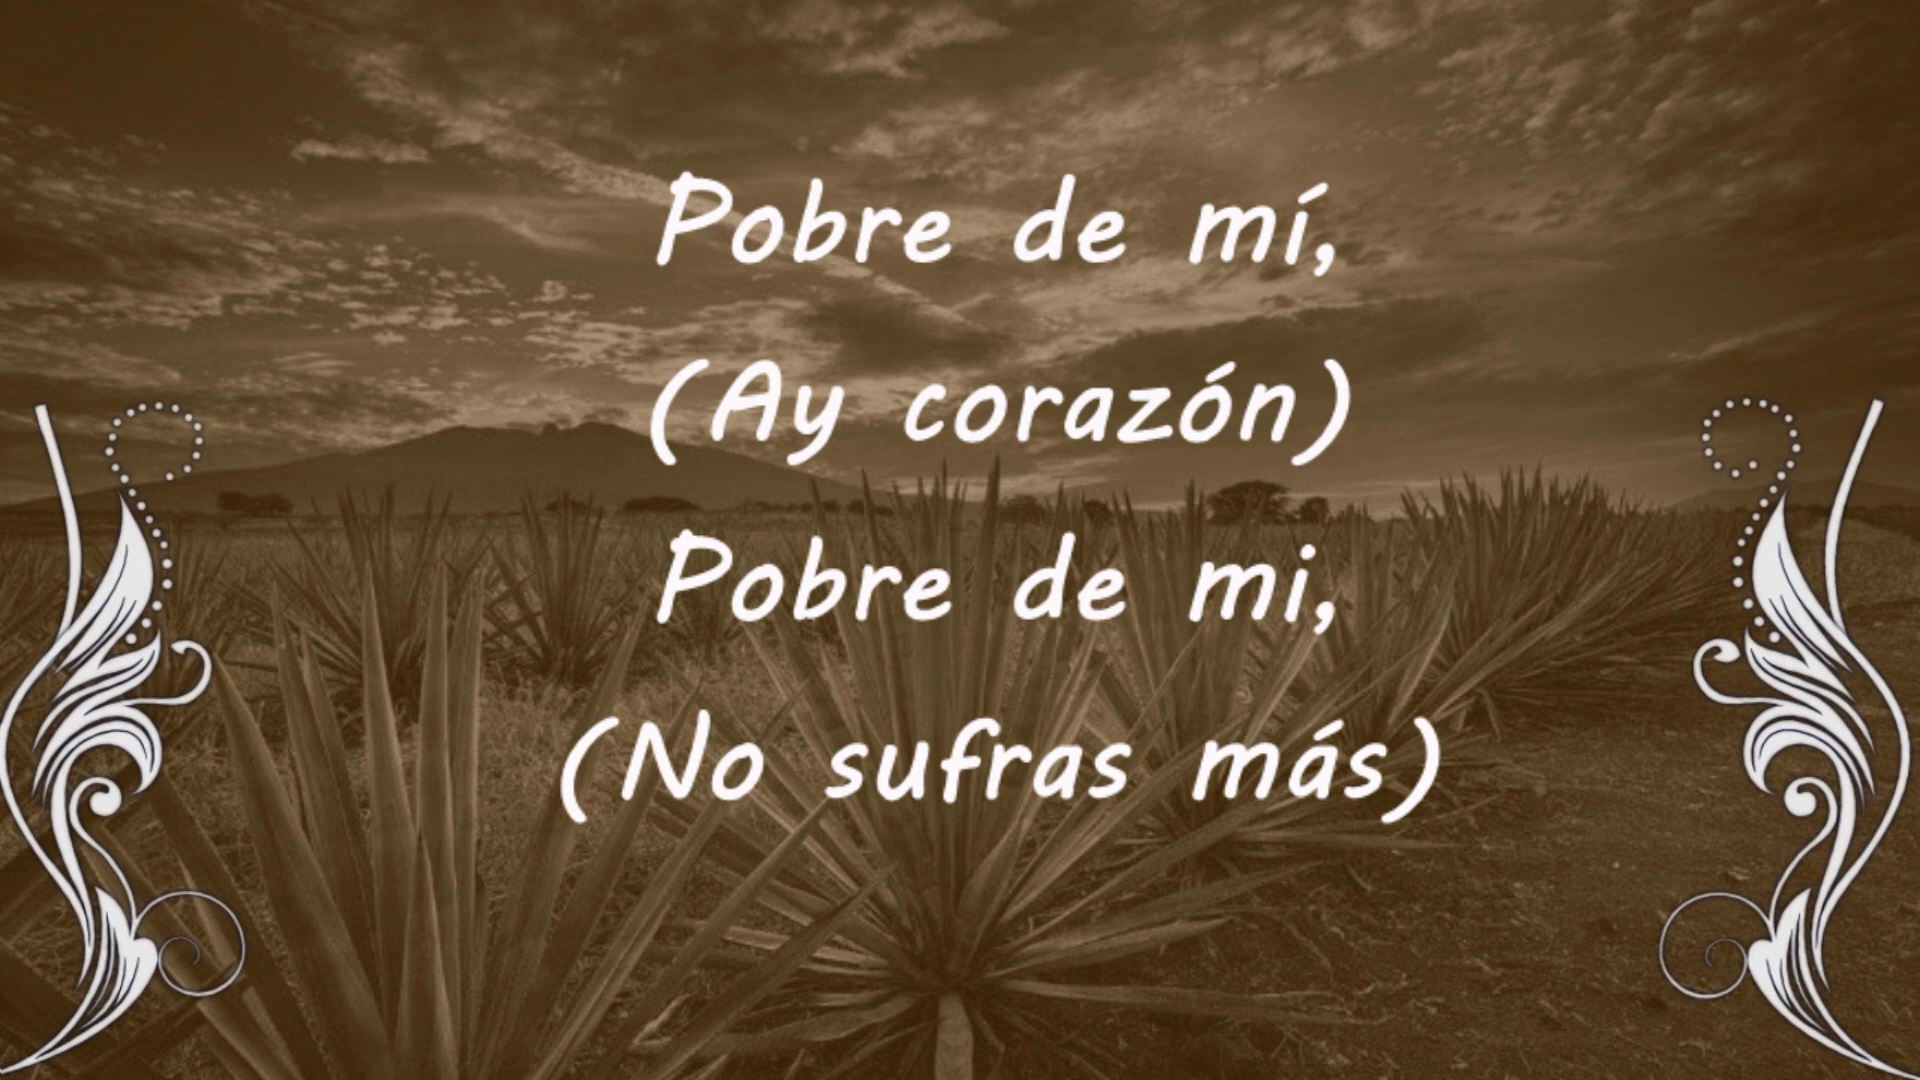 Pobre de mí,
(Ay corazón)
Pobre de mi,
(No sufras más)